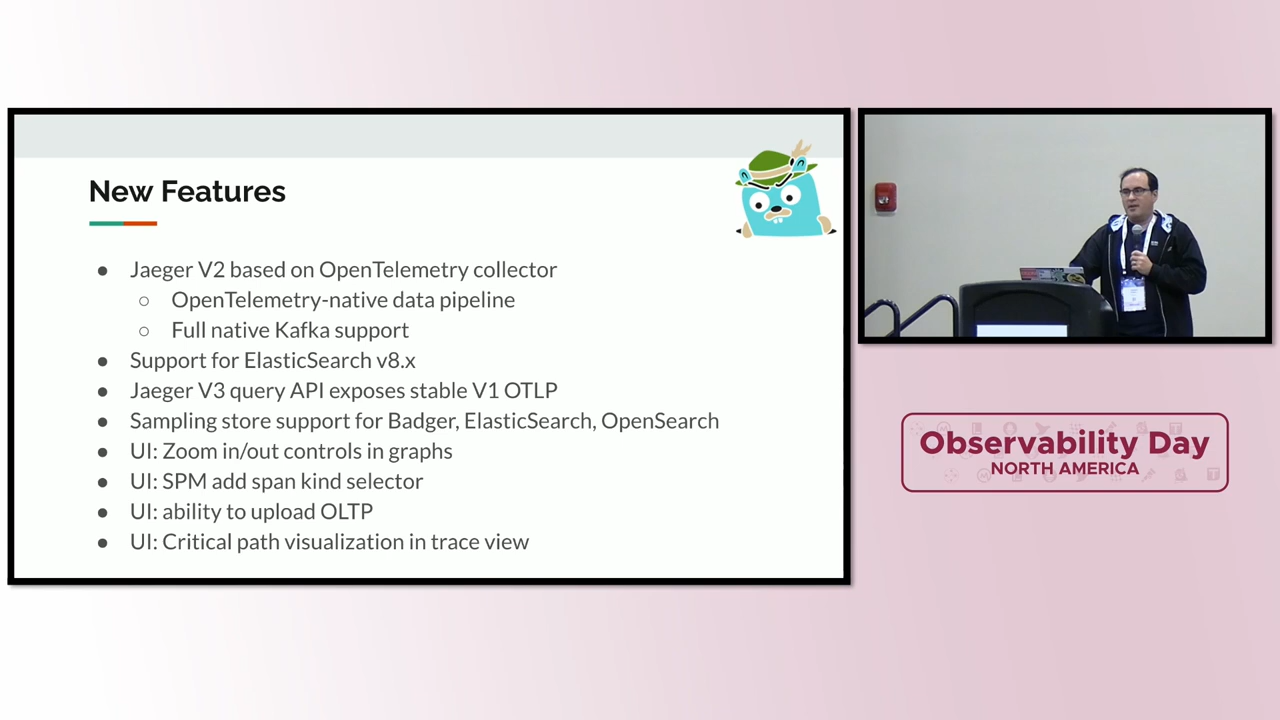 New Features
● Jaeger V2 based on OpenTelemetry collector
○ OpenTelemetry-native data pipeline
○ Full native Kafka support
● Support for ElasticSearch v8.x
● Jaeger V3 query API exposes stable V1 OTLP
● Sampling store support for Badger, ElasticSearch, OpenSearch
● UI: Zoom in/out controls in graphs
● UI: SPM add span kind selector
● UI: ability to upload OLTP
● UI: Critical path visualization in trace view
Observability Day
NORTH AMERICA